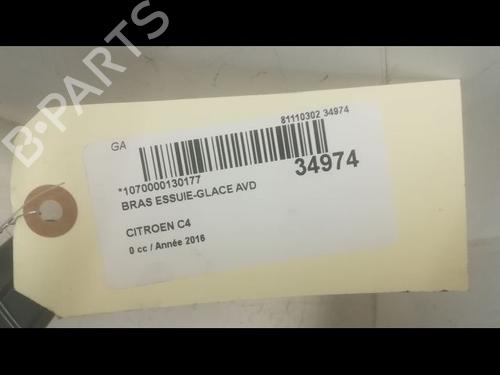 B-PARTS
GA
81110302 34974
*1070000130177
34974
BRAS ESSUIE-GLACE AVD
CITROEN C4
0 cc / Année 2016